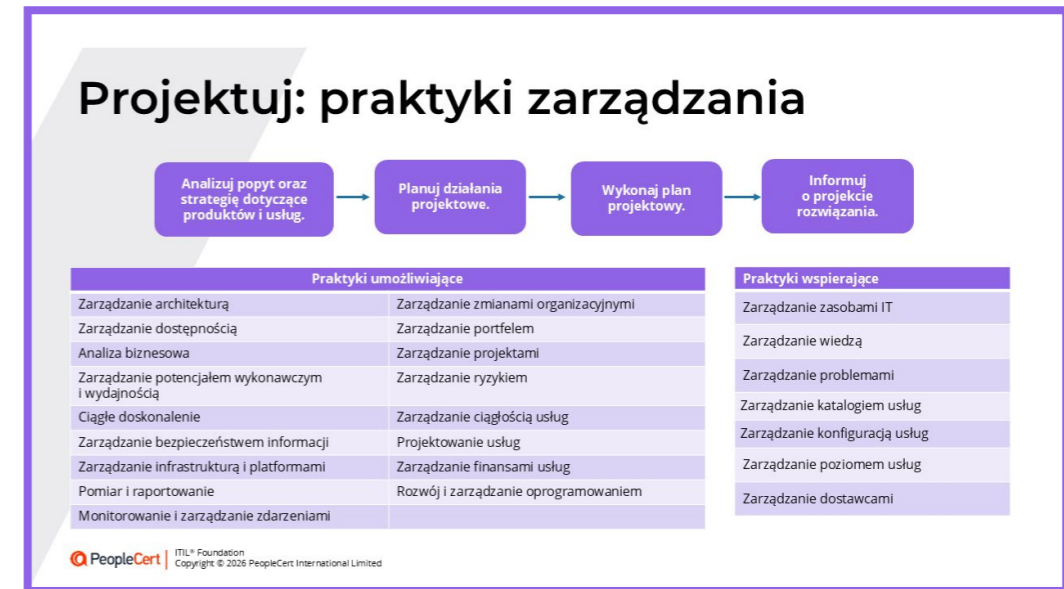 Projektuj: praktyki zarządzania
Analizuj popyt oraz
strategię dotyczące
produktów i usług.
Planuj działania
projektowe.
Wykonaj plan
projektowy.
Informuj
o projekcie
rozwiązania.
Praktyki umożliwiające
Zarządzanie architekturą
Zarządzanie zmianami organizacyjnymi
Zarządzanie dostępnością
Zarządzanie portfelem
Analiza biznesowa
Zarządzanie projektami
Zarządzanie potencjałem wykonawczym
i wydajnością
Zarządzanie ryzykiem
Ciągłe doskonalenie
Zarządzanie ciągłością usług
Zarządzanie bezpieczeństwem informacji
Projektowanie usług
Zarządzanie infrastrukturą i platformami
Zarządzanie finansami usług
Pomiar i raportowanie
Rozwój i zarządzanie oprogramowaniem
Monitorowanie i zarządzanie zdarzeniami
Praktyki wspierające
Zarządzanie zasobami IT
Zarządzanie wiedzą
Zarządzanie problemami
Zarządzanie katalogiem usług
Zarządzanie konfiguracją usług
Zarządzanie poziomem usług
Zarządzanie dostawcami
PeopleCert
ITIL® Foundation
Copyright © 2026 PeopleCert International Limited